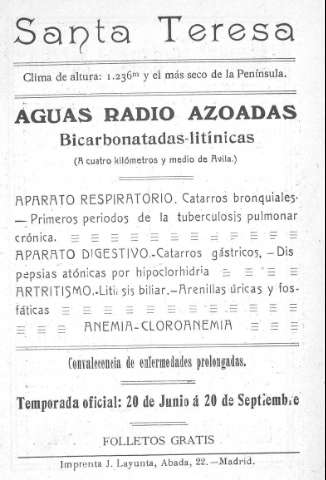 Santa Teresa
Clima de altura: 1.236m y el más seco de la Península.
AGUAS RADIO AZOADAS
Bicarbonatadas-litínicas
(A cuatro kilómetros y medio de Avila.)
APARATO RESPIRATORIO. Catarros bronquiales-
— Primeros periodos de la tuberculosis pulmonar
crónica.
APARATO DIGESTIVO.-Catarros gástricos, — Dis
pepsias atónicas por hipoclorhidria
ARTRITISMO.-Liti sis biliar.—Arenillas úricas y fos-
fáticas
ANEMIA-CLOROANEMIA
Convalecencia de enfermedades prolongadas.
Temporada oficial: 20 de Junio á 20 de Septiembre
FOLLETOS GRATIS
Imprenta J. Layunta, Abada, 22.—Madrid.